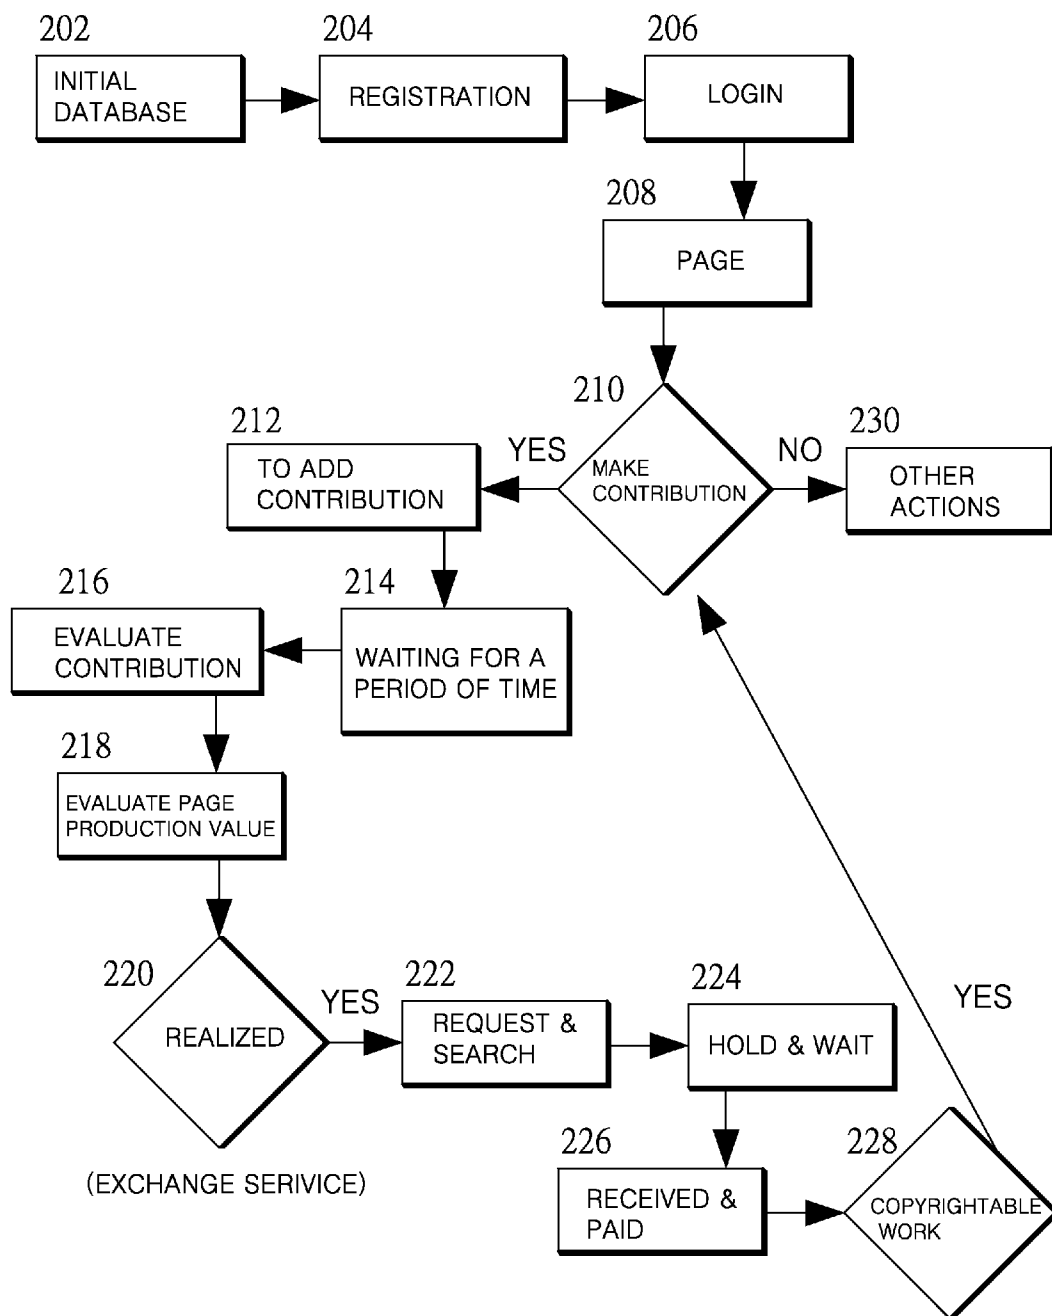 202
INITIAL
DATABASE
204
REGISTRATION
206
LOGIN
208
PAGE
210
MAKE
CONTRIBUTION
YES
NO
230
OTHER
ACTIONS
212
TO ADD
CONTRIBUTION
214
WAITING FOR A
PERIOD OF TIME
216
EVALUATE
CONTRIBUTION
218
EVALUATE PAGE
PRODUCTION VALUE
220
REALIZED
(EXCHANGE SERIVICE)
YES
222
REQUEST &
SEARCH
224
HOLD & WAIT
226
RECEIVED &
PAID
228
COPYRIGHTABLE
WORK
YES